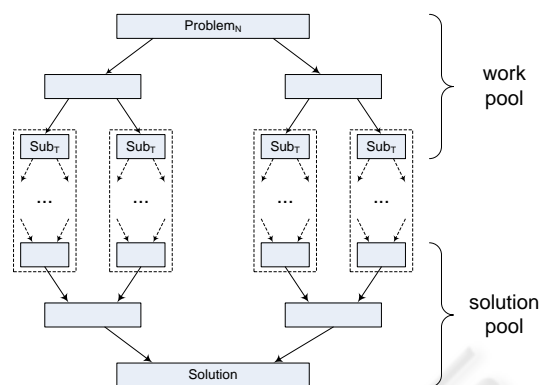 Problem_N
work
pool
Sub_T Sub_T Sub_T Sub_T
... ... ... ...
solution
pool
Solution